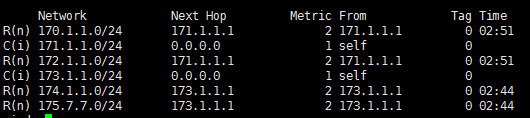 Network Next Hop Metric From Tag Time
R(n) 170.1.1.0/24 171.1.1.1 2 171.1.1.1 0 02:51
C(i) 171.1.1.0/24 0.0.0.0 1 self 0
R(n) 172.1.1.0/24 171.1.1.1 2 171.1.1.1 0 02:51
C(i) 173.1.1.0/24 0.0.0.0 1 self 0
R(n) 174.1.1.0/24 173.1.1.1 2 173.1.1.1 0 02:44
R(n) 175.7.7.0/24 173.1.1.1 2 173.1.1.1 0 02:44